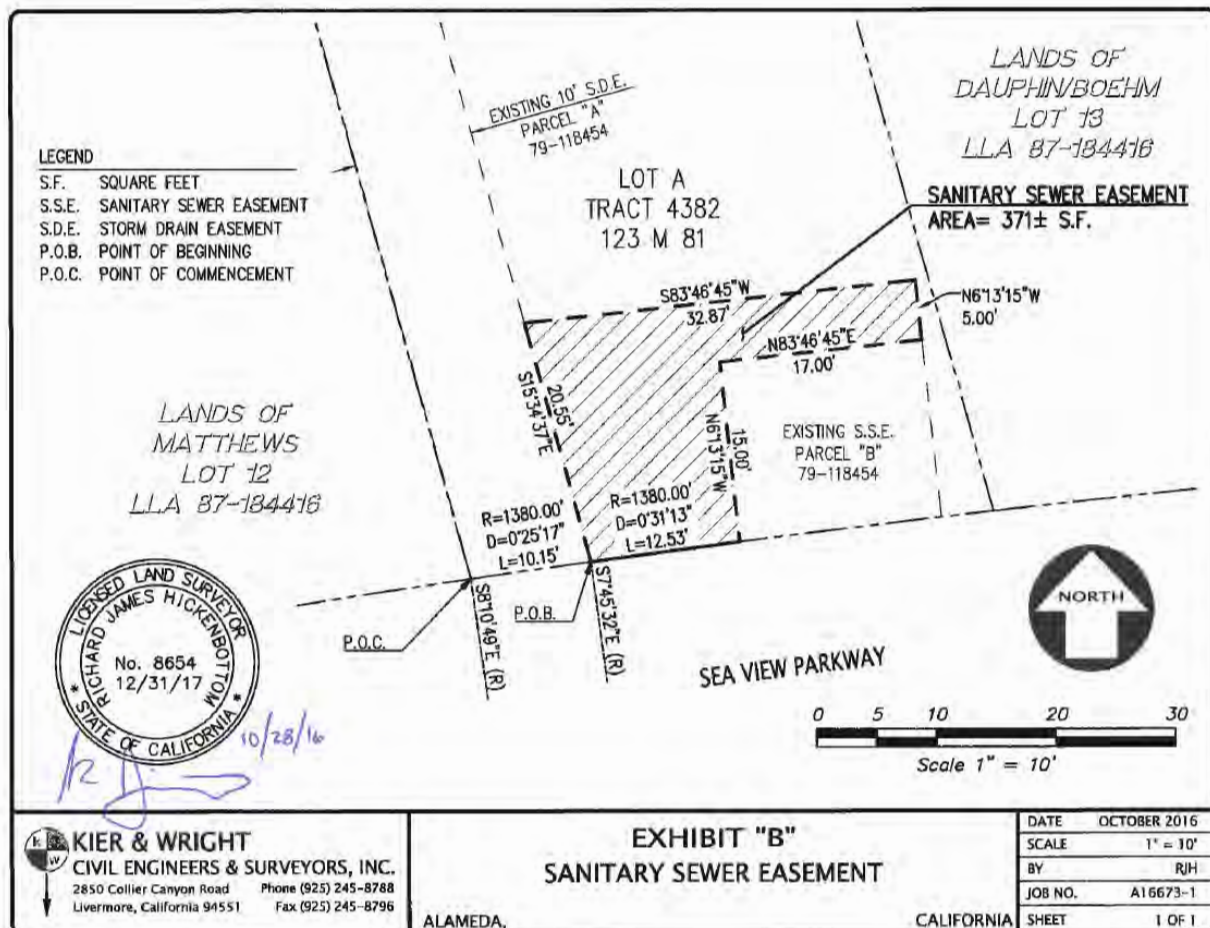 LANDS OF
DAUPHIN/BOEHM
LOT 13
LLA 87-184416
EXISTING 10' S.D.E.
PARCEL "A"
79-118454
LEGEND
S.F. SQUARE FEET
S.S.E. SANITARY SEWER EASEMENT
S.D.E. STORM DRAIN EASEMENT
P.O.B. POINT OF BEGINNING
P.O.C. POINT OF COMMENCEMENT
LOT A
TRACT 4382
123 M 81
SANITARY SEWER EASEMENT
AREA= 371± S.F.
S83°46'45"W
32.87'
N6°13'15"W
5.00'
N83°46'45"E
17.00'
20.55'
S15°34'37"E
15.00'
N6°13'15"W
EXISTING S.S.E.
PARCEL "B"
79-118454
LANDS OF
MATTHEWS
LOT 12
LLA 87-184416
R=1380.00'
D=0°25'17"
L=10.15'
R=1380.00'
D=0°31'13"
L=12.53'
P.O.C.
S8°10'49"E (R)
P.O.B.
S7°45'32"E (R)
SEA VIEW PARKWAY
NORTH
LICENSED LAND SURVEYOR
RICHARD JAMES HICKENBOTTOM
No. 8654
12/31/17
* STATE OF CALIFORNIA *
10/28/16
0 5 10 20 30
Scale 1" = 10'
KIER & WRIGHT
CIVIL ENGINEERS & SURVEYORS, INC.
2850 Collier Canyon Road Phone (925) 245-8788
Livermore, California 94551 Fax (925) 245-8796
EXHIBIT "B"
SANITARY SEWER EASEMENT
ALAMEDA, CALIFORNIA
DATE OCTOBER 2016
SCALE 1" = 10'
BY RJH
JOB NO. A16673-1
SHEET 1 OF 1